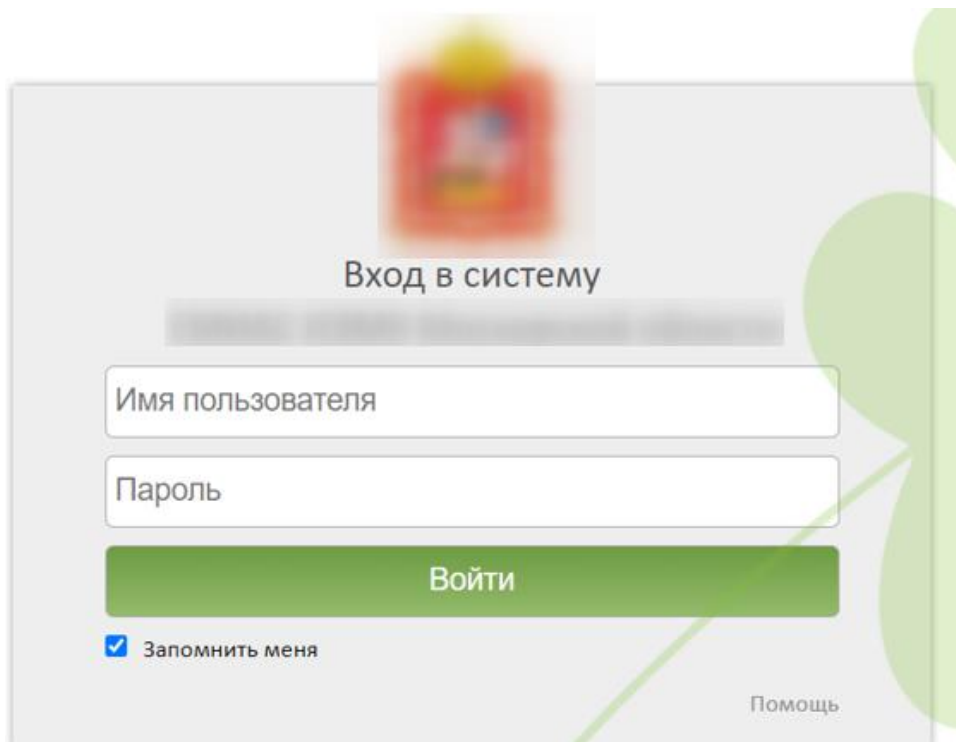 Вход в систему
Имя пользователя
Пароль
Войти
Запомнить меня
Помощь